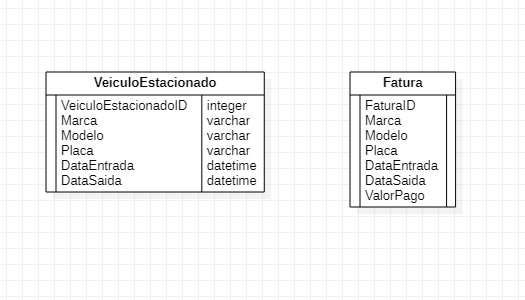 VeiculoEstacionado
VeiculoEstacionadoID integer
Marca varchar
Modelo varchar
Placa varchar
DataEntrada datetime
DataSaida datetime
Fatura
FaturaID
Marca
Modelo
Placa
DataEntrada
DataSaida
ValorPago